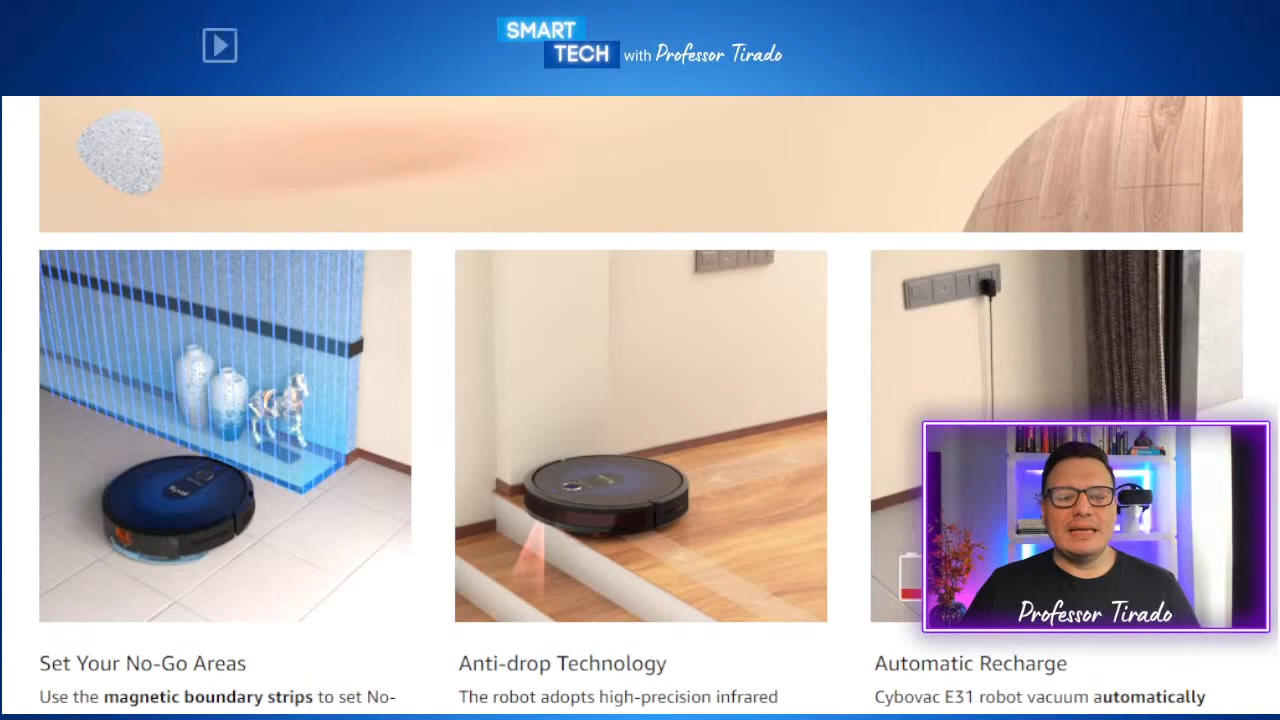 SMART
TECH with Professor Tirado
Professor Tirado
Set Your No-Go Areas
Use the magnetic boundary strips to set No-
Anti-drop Technology
The robot adopts high-precision infrared
Automatic Recharge
Cybovac E31 robot vacuum automatically